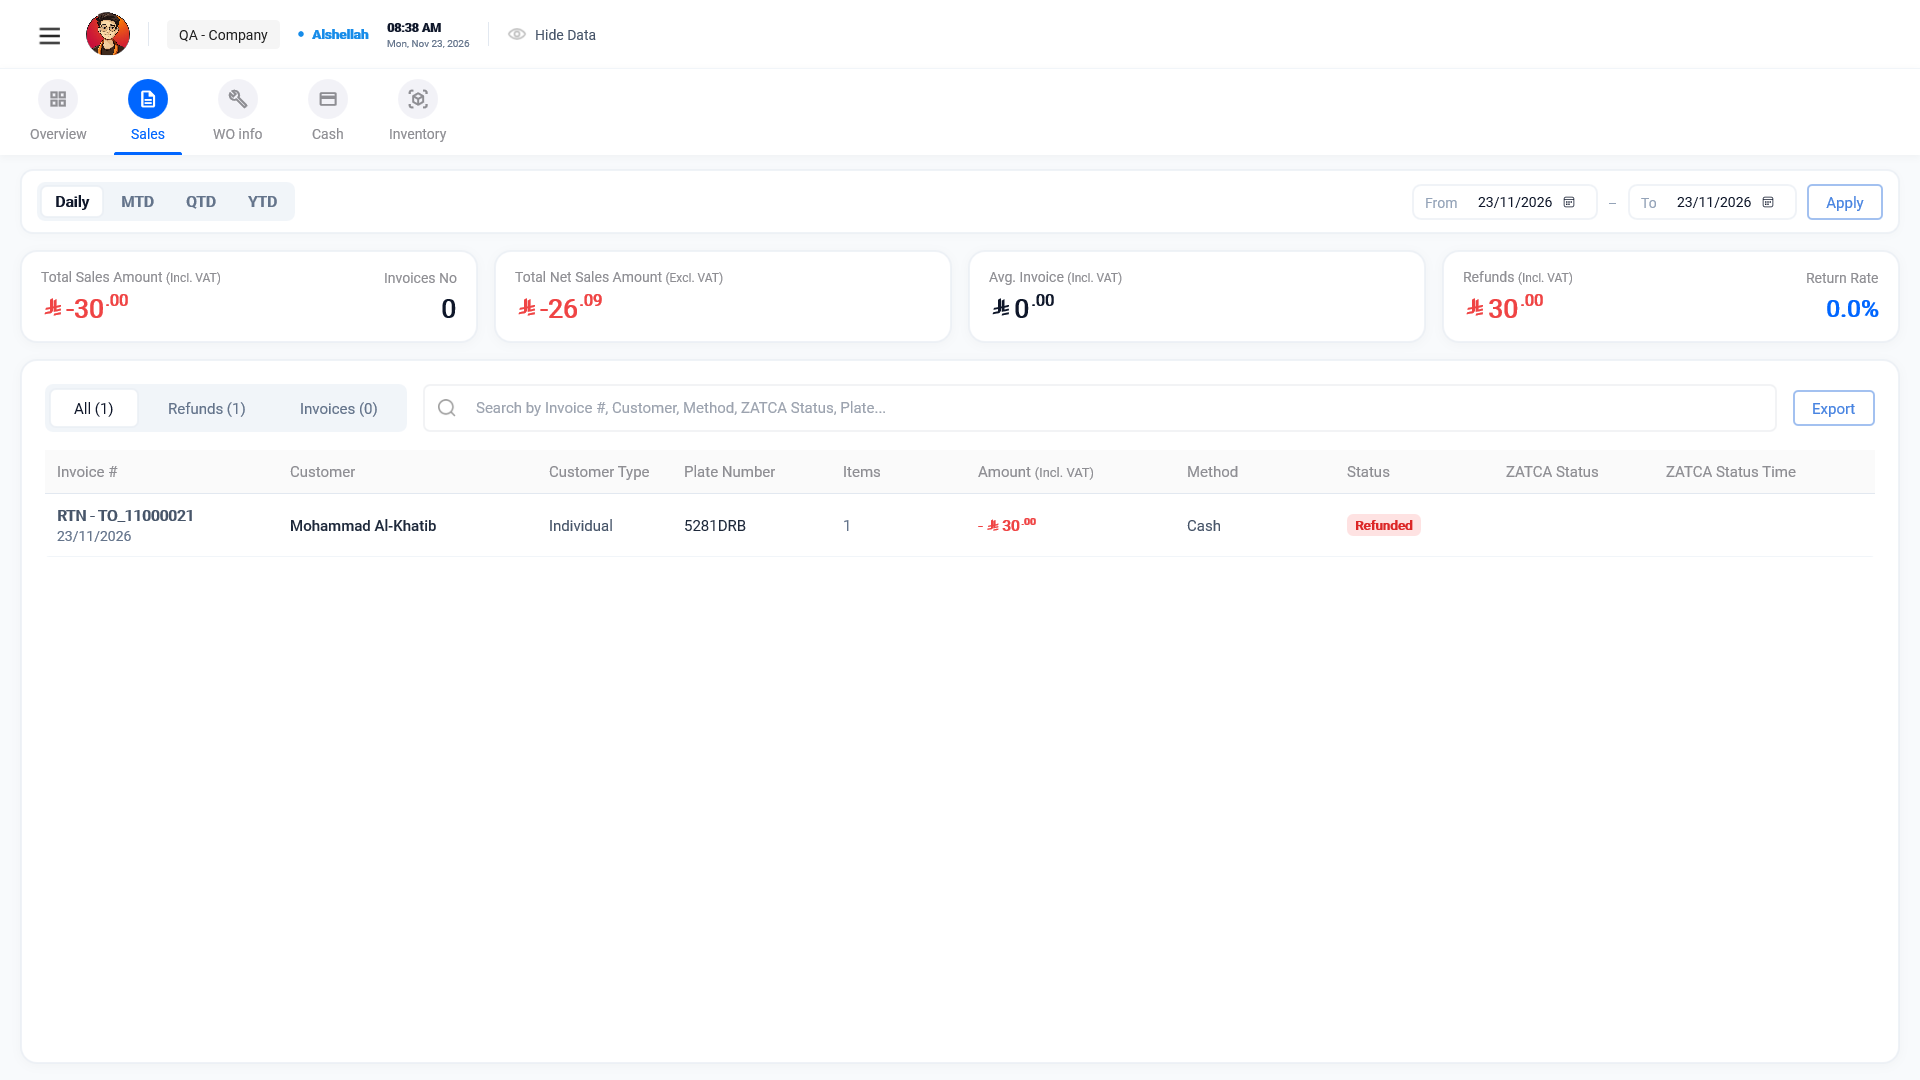 QA - Company
• Alshellah
08:38 AM
Mon, Nov 23, 2026
Hide Data
Overview
Sales
WO info
Cash
Inventory
Daily MTD QTD YTD
From 23/11/2026 – To 23/11/2026 Apply
Total Sales Amount (Incl. VAT) Invoices No
-30.00 0
Total Net Sales Amount (Excl. VAT)
-26.09
Avg. Invoice (Incl. VAT)
0.00
Refunds (Incl. VAT) Return Rate
30.00 0.0%
All (1) Refunds (1) Invoices (0) Search by Invoice #, Customer, Method, ZATCA Status, Plate... Export
Invoice # Customer Customer Type Plate Number Items Amount (Incl. VAT) Method Status ZATCA Status ZATCA Status Time
RTN - TO_11000021 Mohammad Al-Khatib Individual 5281DRB 1 - 30.00 Cash Refunded
23/11/2026